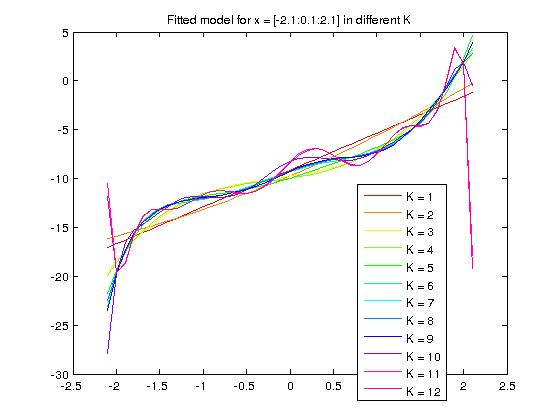 Fitted model for x = [-2.1:0.1:2.1] in different K
5
0
-5
-10
-15
-20
-25
-30
-2.5
-2
-1.5
-1
-0.5
0
0.5
1
2
2.5
K = 1
K = 2
K = 3
K = 4
K = 5
K = 6
K = 7
K = 8
K = 9
K = 10
K = 11
K = 12